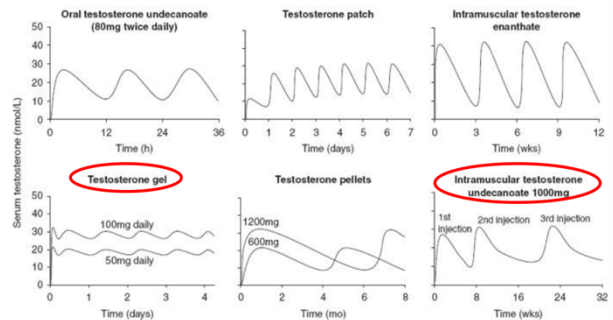 Oral testosterone undecanoate
(80mg twice daily)
Testosterone patch
Intramuscular testosterone
enanthate
Serum testosterone (nmol/L)
50
40
30
20
10
0
0 12 24 36
Time (h)
0 1 2 3 4 5 6 7
Time (days)
0 3 6 9 12
Time (wks)
Testosterone gel
Testosterone pellets
Intramuscular testosterone
undecanoate 1000mg
50
40
30
20
10
0
100mg daily
50mg daily
0 1 2 3 4
Time (days)
1200mg
600mg
0 2 4 6 8
Time (mo)
1st
injection
2nd injection
3rd injection
0 8 16 24 32
Time (wks)